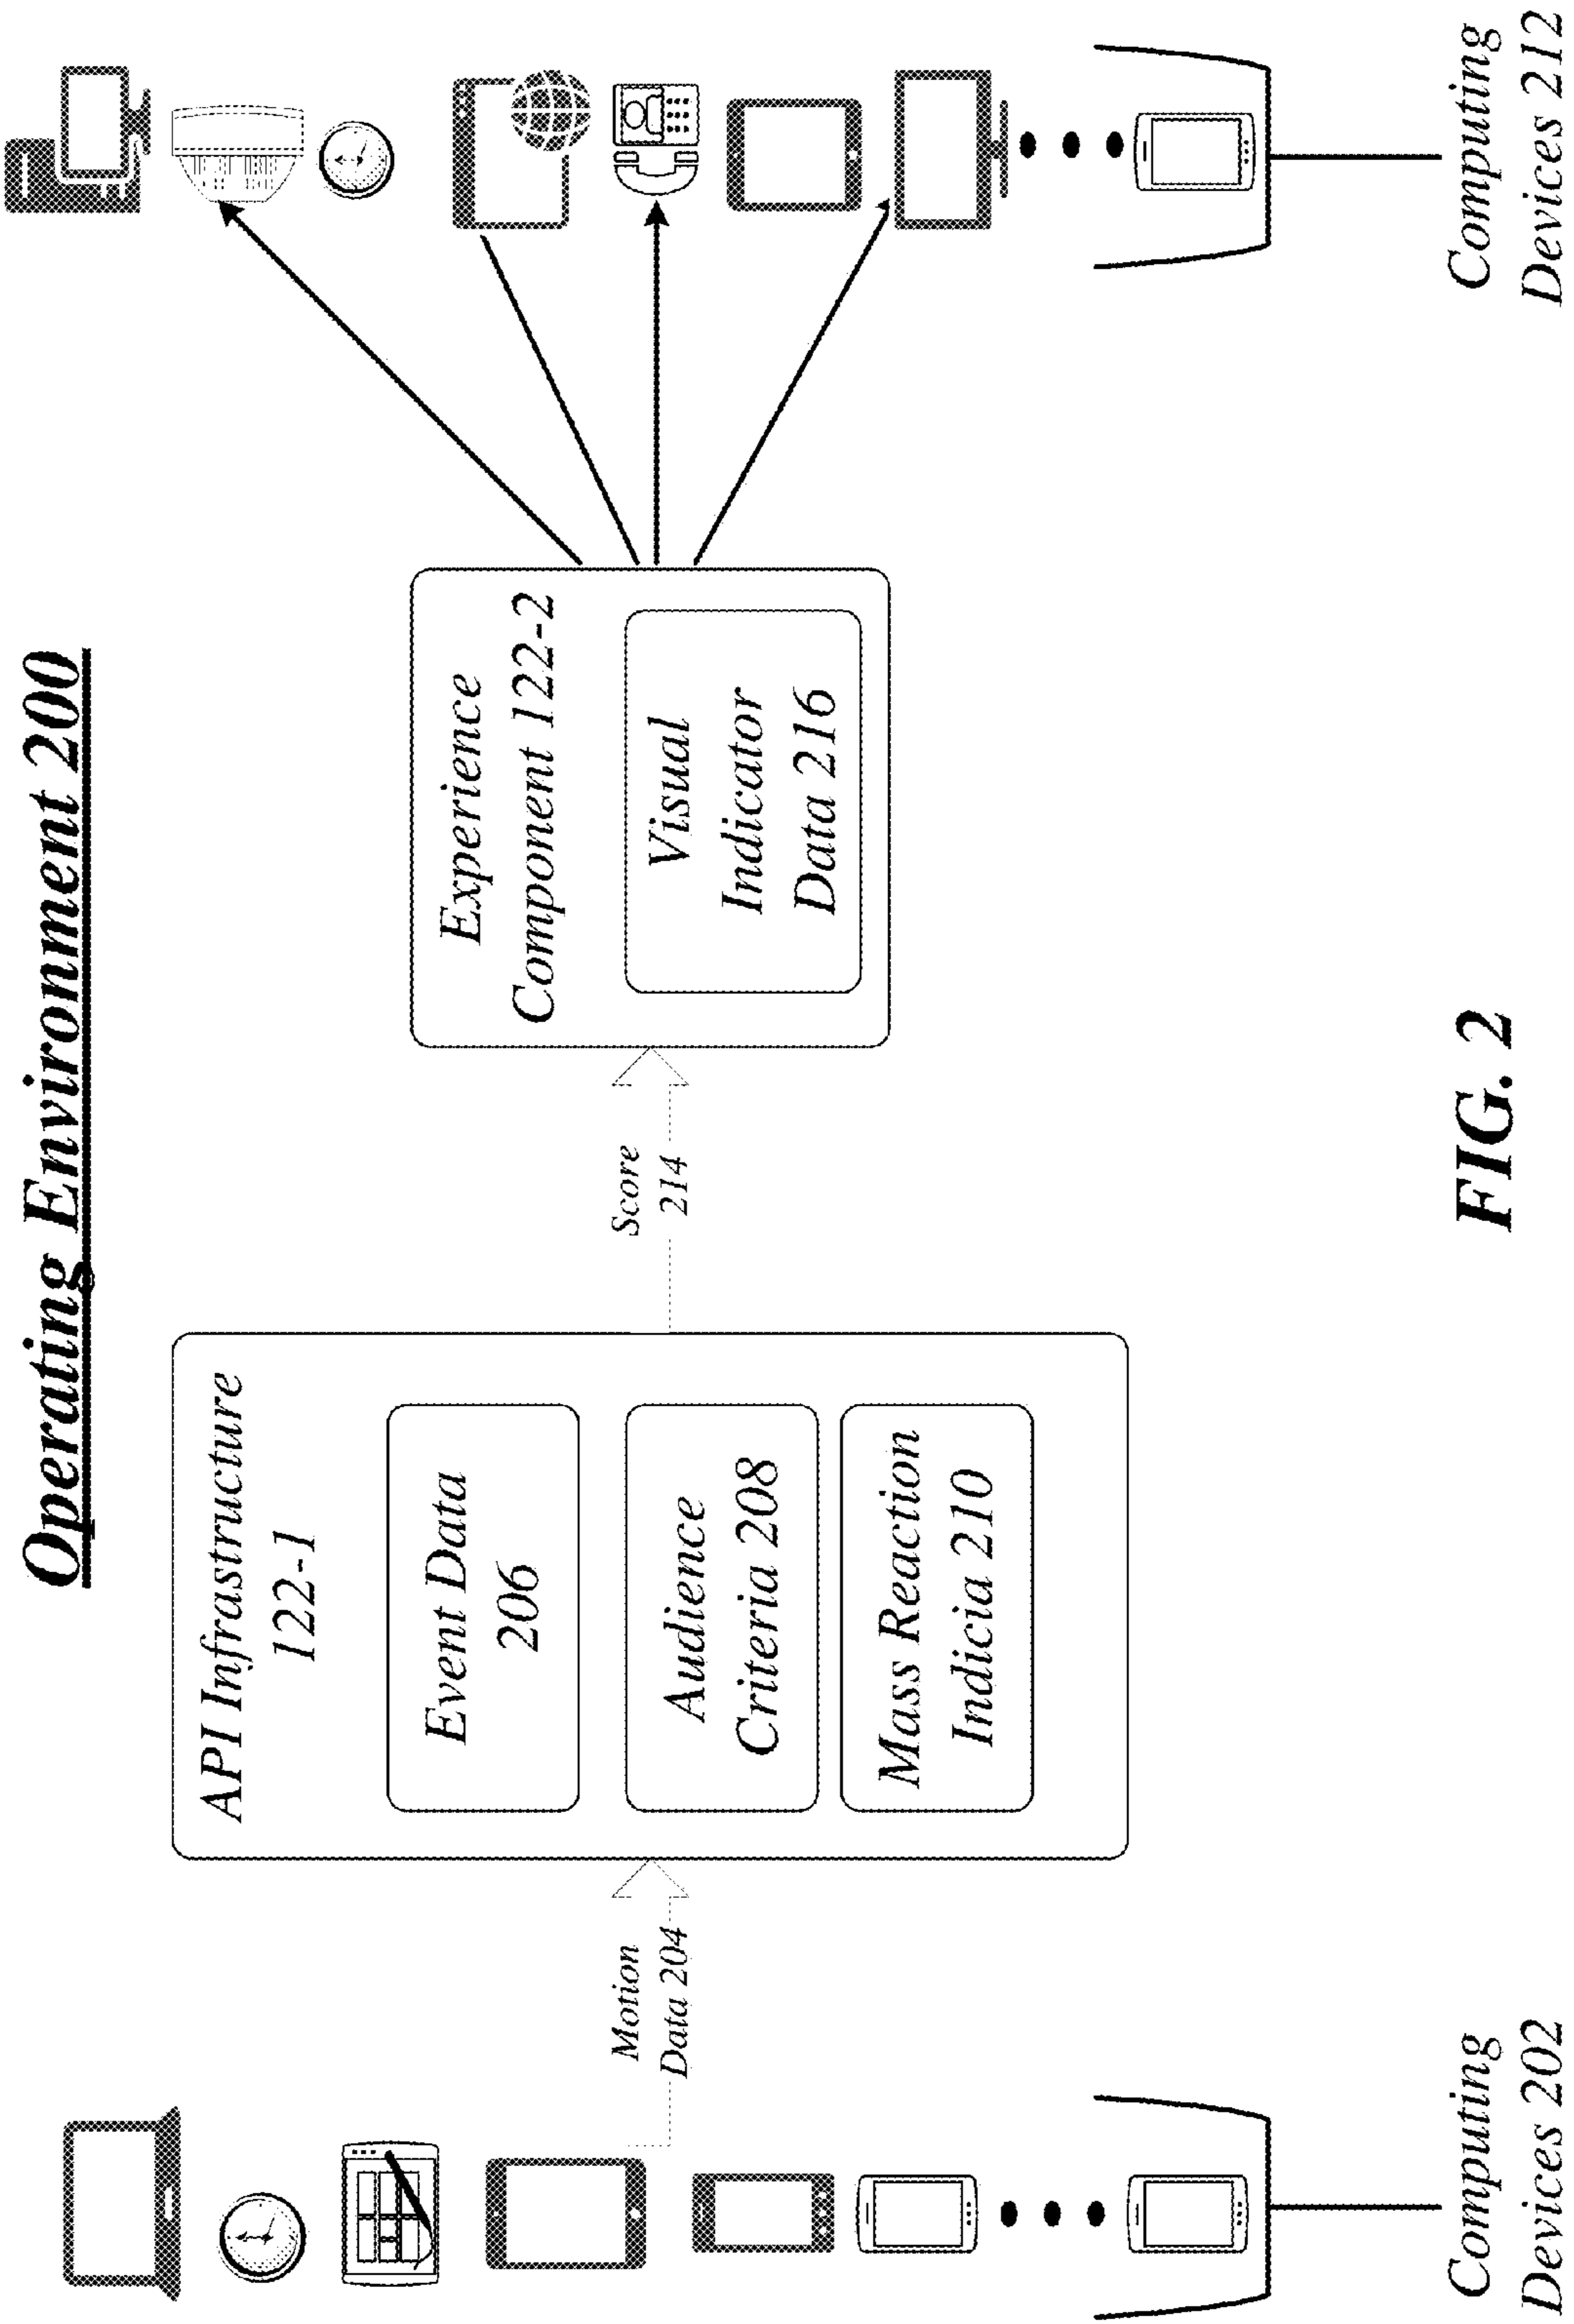 Operating Environment 200
API Infrastructure
122-1
Event Data
206
Audience
Criteria 208
Mass Reaction
Indicia 210
Motion
Data 204
Score
214
Experience
Component 122-2
Visual
Indicator
Data 216
Computing
Devices 202
Computing
Devices 212
FIG. 2